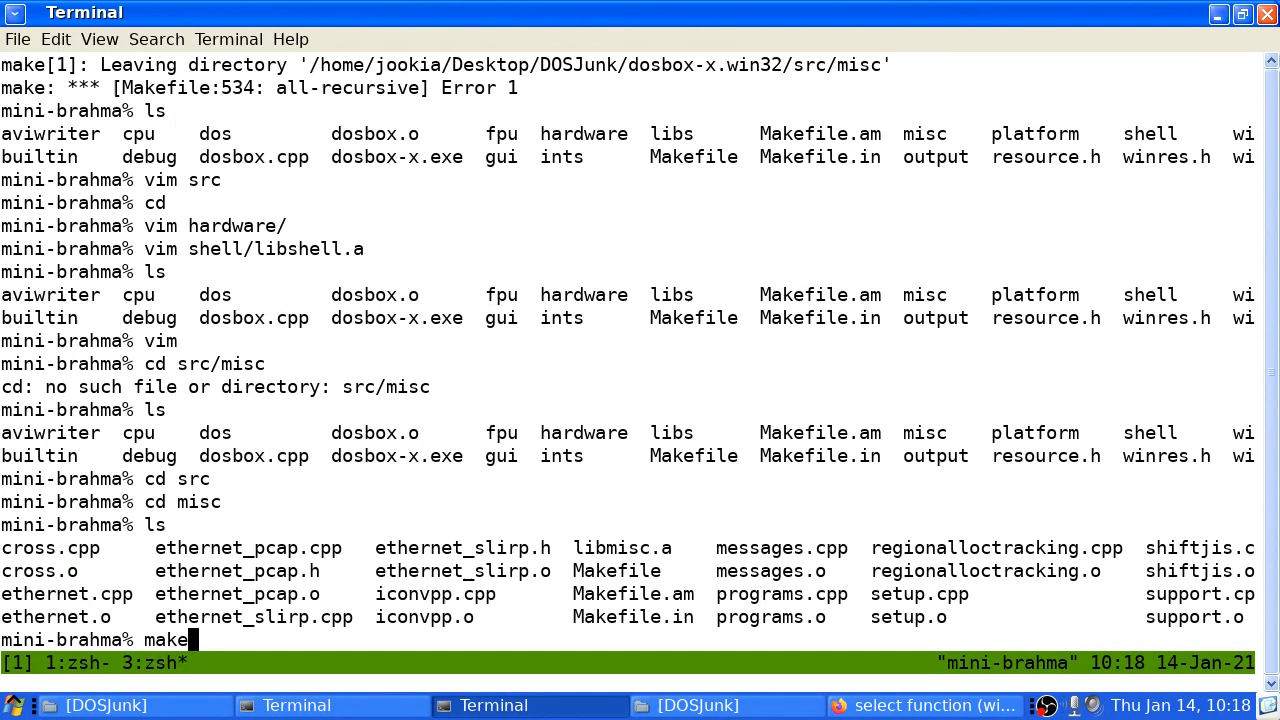 Terminal
File Edit View Search Terminal Help
make[1]: Leaving directory '/home/jookia/Desktop/DOSJunk/dosbox-x.win32/src/misc'
make: *** [Makefile:534: all-recursive] Error 1
mini-brahma% ls
aviwriter cpu dos dosbox.o fpu hardware libs Makefile.am misc platform shell wi
builtin debug dosbox.cpp dosbox-x.exe gui ints Makefile Makefile.in output resource.h winres.h wi
mini-brahma% vim src
mini-brahma% cd
mini-brahma% vim hardware/
mini-brahma% vim shell/libshell.a
mini-brahma% ls
aviwriter cpu dos dosbox.o fpu hardware libs Makefile.am misc platform shell wi
builtin debug dosbox.cpp dosbox-x.exe gui ints Makefile Makefile.in output resource.h winres.h wi
mini-brahma% vim
mini-brahma% cd src/misc
cd: no such file or directory: src/misc
mini-brahma% ls
aviwriter cpu dos dosbox.o fpu hardware libs Makefile.am misc platform shell wi
builtin debug dosbox.cpp dosbox-x.exe gui ints Makefile Makefile.in output resource.h winres.h wi
mini-brahma% cd src
mini-brahma% cd misc
mini-brahma% ls
cross.cpp ethernet_pcap.cpp ethernet_slirp.h libmisc.a messages.cpp regionalloctracking.cpp shiftjis.c
cross.o ethernet_pcap.h ethernet_slirp.o Makefile messages.o regionalloctracking.o shiftjis.o
ethernet.cpp ethernet_pcap.o iconvpp.cpp Makefile.am programs.cpp setup.cpp support.cp
ethernet.o ethernet_slirp.cpp iconvpp.o Makefile.in programs.o setup.o support.o
mini-brahma% make
[1] 1:zsh- 3:zsh* "mini-brahma" 10:18 14-Jan-21
[DOSJunk] Terminal Terminal [DOSJunk] select function (wi... Thu Jan 14, 10:18